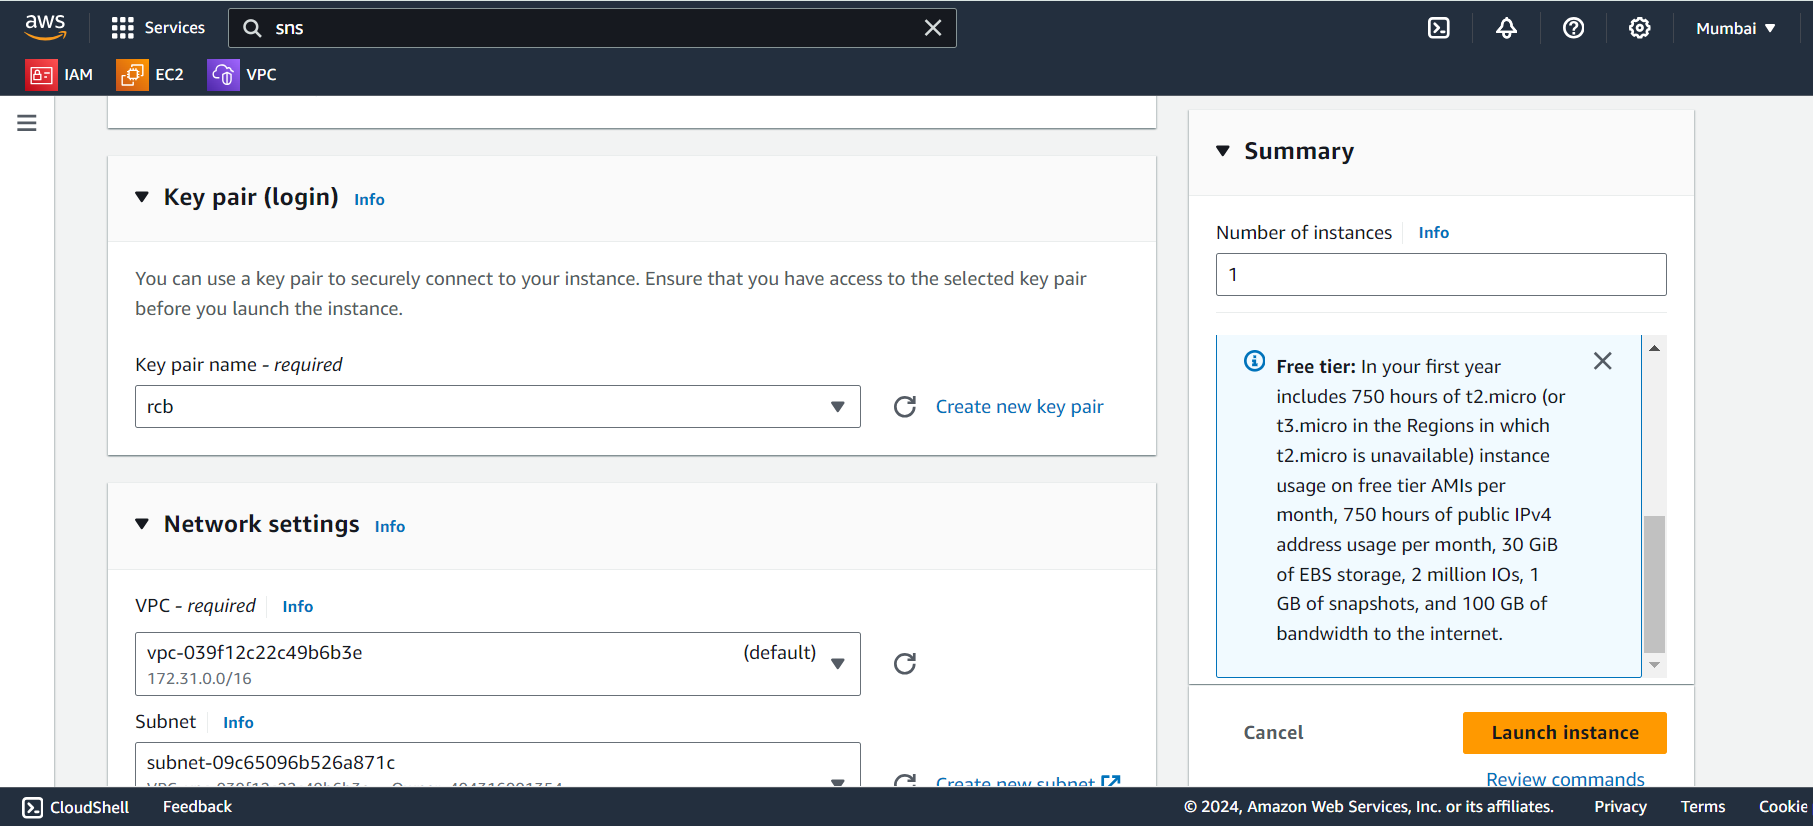 aws
Services
sns
Mumbai
IAM
EC2
VPC
Key pair (login) Info
You can use a key pair to securely connect to your instance. Ensure that you have access to the selected key pair
before you launch the instance.
Key pair name - required
rcb
Create new key pair
Network settings Info
VPC - required Info
vpc-039f12c22c49b6b3e (default)
172.31.0.0/16
Subnet Info
subnet-09c65096b526a871c
Create new subnet
Summary
Number of instances Info
1
Free tier: In your first year
includes 750 hours of t2.micro (or
t3.micro in the Regions in which
t2.micro is unavailable) instance
usage on free tier AMIs per
month, 750 hours of public IPv4
address usage per month, 30 GiB
of EBS storage, 2 million IOs, 1
GB of snapshots, and 100 GB of
bandwidth to the internet.
Cancel
Launch instance
Review commands
CloudShell
Feedback
© 2024, Amazon Web Services, Inc. or its affiliates.
Privacy
Terms
Cookie